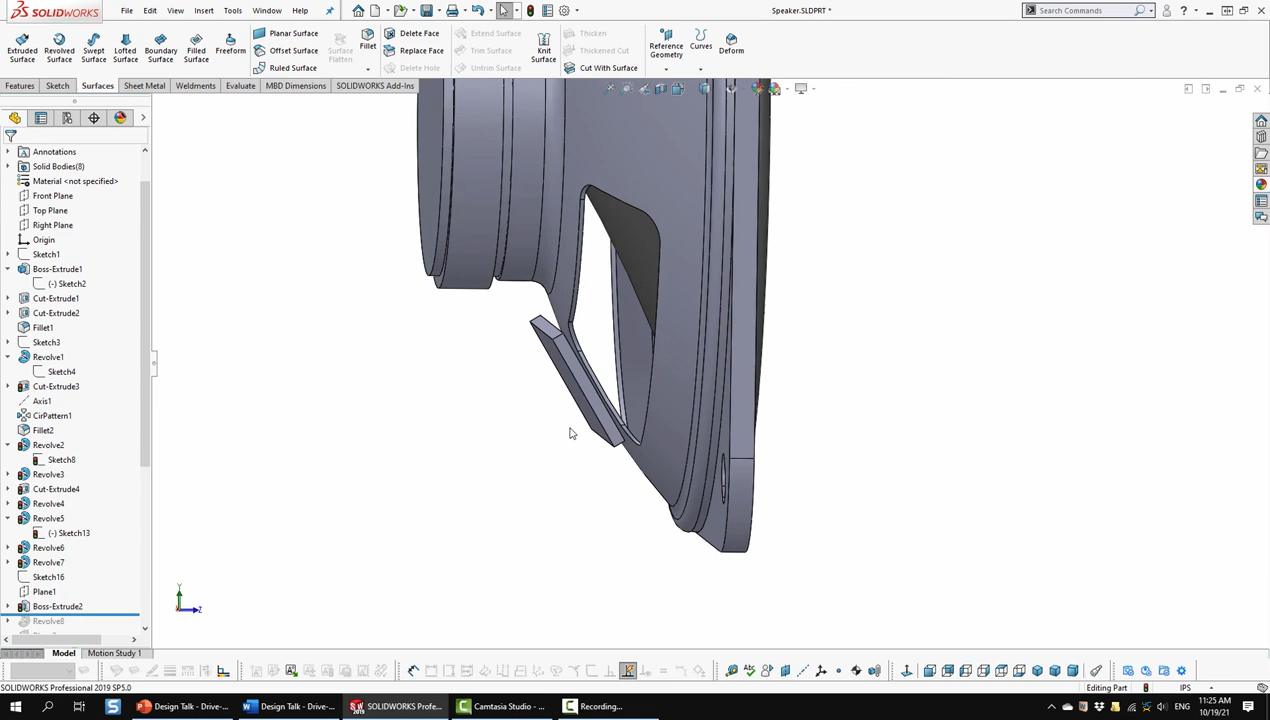 SOLIDWORKS File Edit View Insert Tools Window Help Speaker.SLDPRT * Search Commands
Extruded Surface
Revolved Surface
Swept Surface
Lofted Surface
Boundary Surface
Filled Surface
Freeform
Planar Surface
Offset Surface
Ruled Surface
Surface Flatten
Fillet
Delete Face
Replace Face
Delete Hole
Extend Surface
Trim Surface
Untrim Surface
Knit Surface
Thicken
Thickened Cut
Cut With Surface
Reference Geometry
Curves
Deform
Features Sketch Surfaces Sheet Metal Weldments Evaluate MBD Dimensions SOLIDWORKS Add-Ins
Annotations
Solid Bodies(8)
Material <not specified>
Front Plane
Top Plane
Right Plane
Origin
Sketch1
Boss-Extrude1
(-) Sketch2
Cut-Extrude1
Cut-Extrude2
Fillet1
Sketch3
Revolve1
Sketch4
Cut-Extrude3
Axis1
CirPattern1
Fillet2
Revolve2
Sketch8
Revolve3
Cut-Extrude4
Revolve4
Revolve5
(-) Sketch13
Revolve6
Revolve7
Sketch16
Plane1
Boss-Extrude2
Revolve8
Y
Z
Model Motion Study 1
SOLIDWORKS Professional 2019 SP5.0 Editing Part IPS
Design Talk - Drive-... Design Talk - Drive-... SOLIDWORKS Profe... Camtasia Studio - ... Recording... 11:25 AM
10/19/21